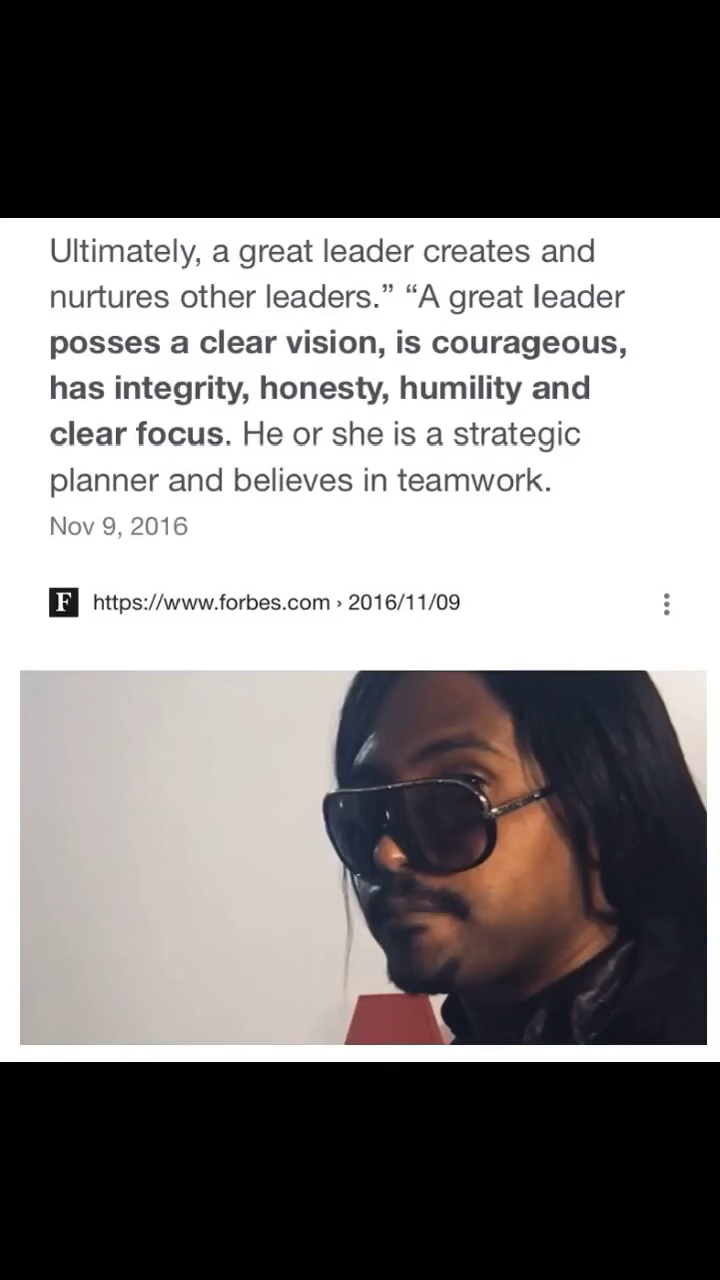 Ultimately, a great leader creates and
nurtures other leaders.” “A great leader
posses a clear vision, is courageous,
has integrity, honesty, humility and
clear focus. He or she is a strategic
planner and believes in teamwork.
Nov 9, 2016
F https://www.forbes.com › 2016/11/09